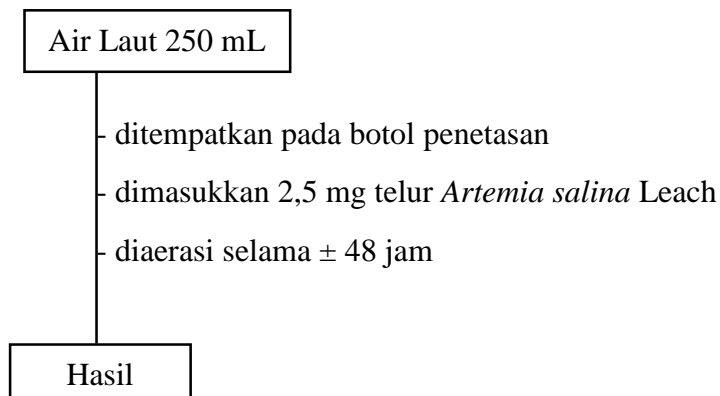 Air Laut 250 mL
- ditempatkan pada botol penetasan
- dimasukkan 2,5 mg telur Artemia salina Leach
- diaerasi selama ± 48 jam
Hasil